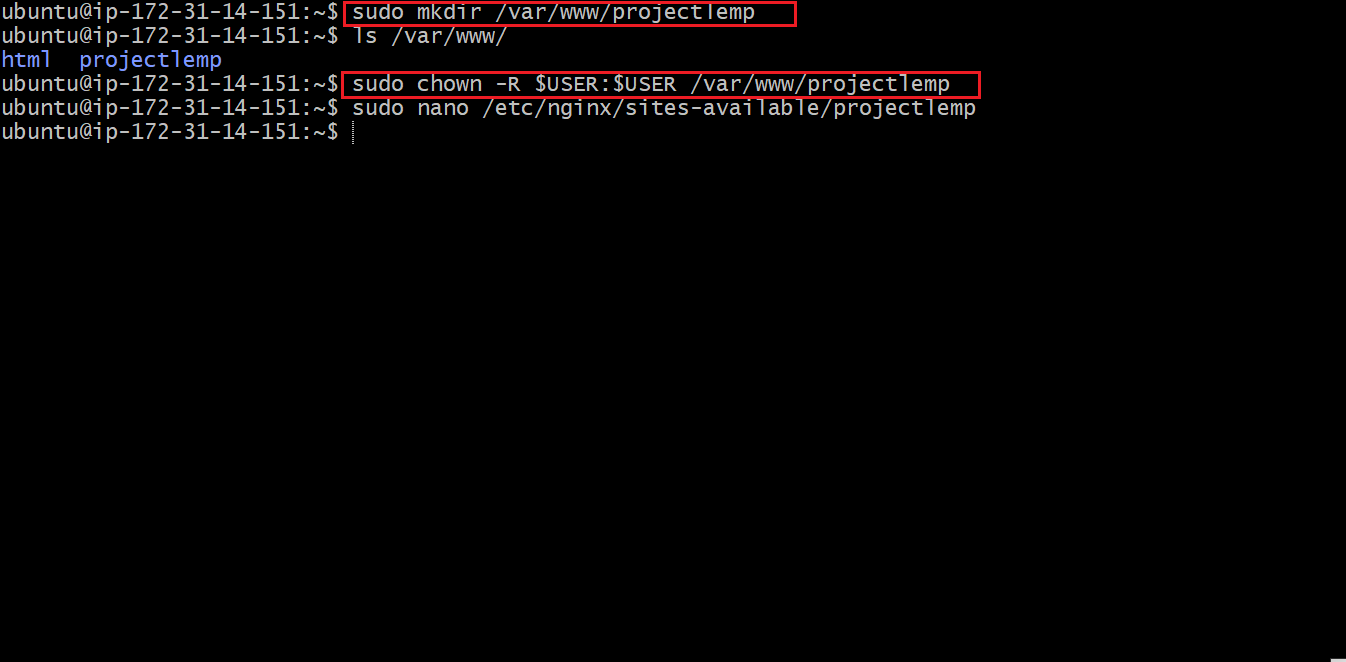 ubuntu@ip-172-31-14-151:~$ sudo mkdir /var/www/projectlemp
ubuntu@ip-172-31-14-151:~$ ls /var/www/
html  projectlemp
ubuntu@ip-172-31-14-151:~$ sudo chown -R $USER:$USER /var/www/projectlemp
ubuntu@ip-172-31-14-151:~$ sudo nano /etc/nginx/sites-available/projectlemp
ubuntu@ip-172-31-14-151:~$